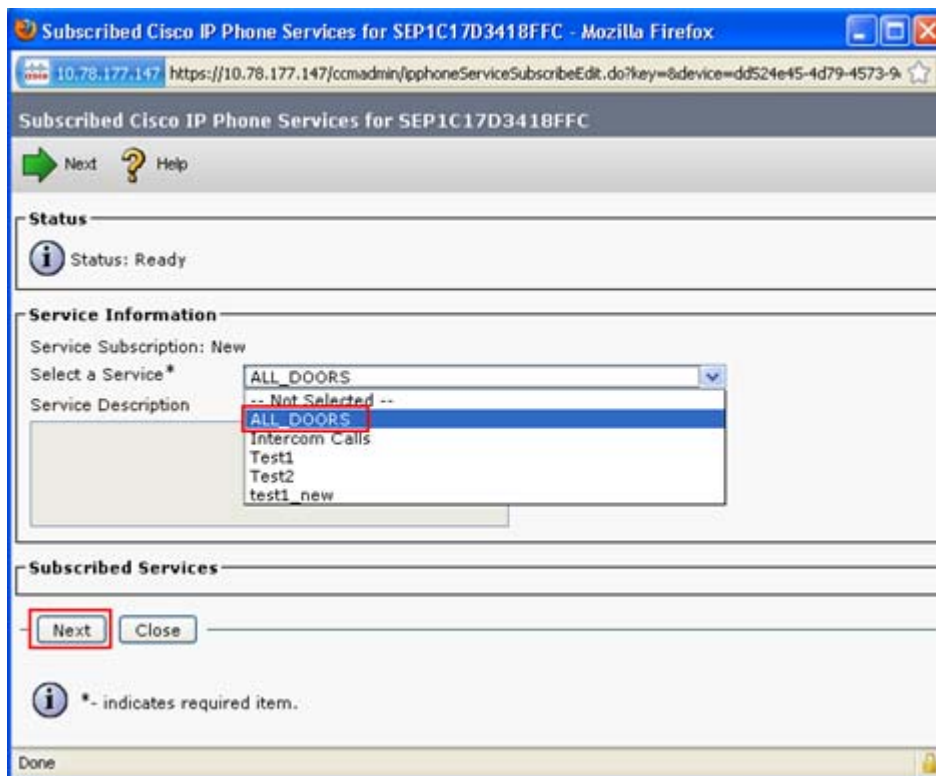 Subscribed Cisco IP Phone Services for SEP1C17D3418FFC - Mozilla Firefox
cisco 10.78.177.147 https://10.78.177.147/ccmadmin/ipphoneServiceSubscribeEdit.do?key=&device=dd524e45-4d79-4573-9
Subscribed Cisco IP Phone Services for SEP1C17D3418FFC
Next Help
Status
Status: Ready
Service Information
Service Subscription: New
Select a Service* ALL_DOORS
Service Description
-- Not Selected --
ALL_DOORS
Intercom Calls
Test1
Test2
test1_new
Subscribed Services
Next Close
*- indicates required item.
Done